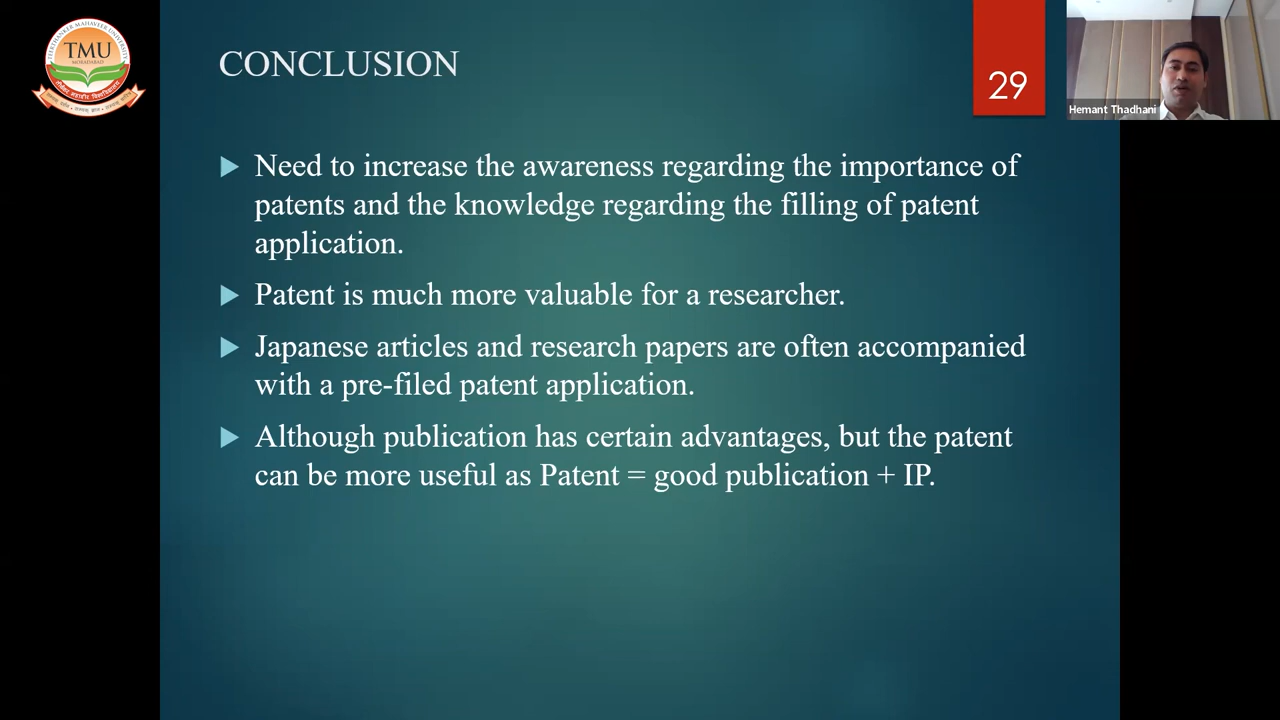 TEERTHANKER MAHAVEER UNIVERSITY
TMU
MORADABAD
CONCLUSION
29
Hemant Thadhani
Need to increase the awareness regarding the importance of
patents and the knowledge regarding the filling of patent
application.
Patent is much more valuable for a researcher.
Japanese articles and research papers are often accompanied
with a pre-filed patent application.
Although publication has certain advantages, but the patent
can be more useful as Patent = good publication + IP.